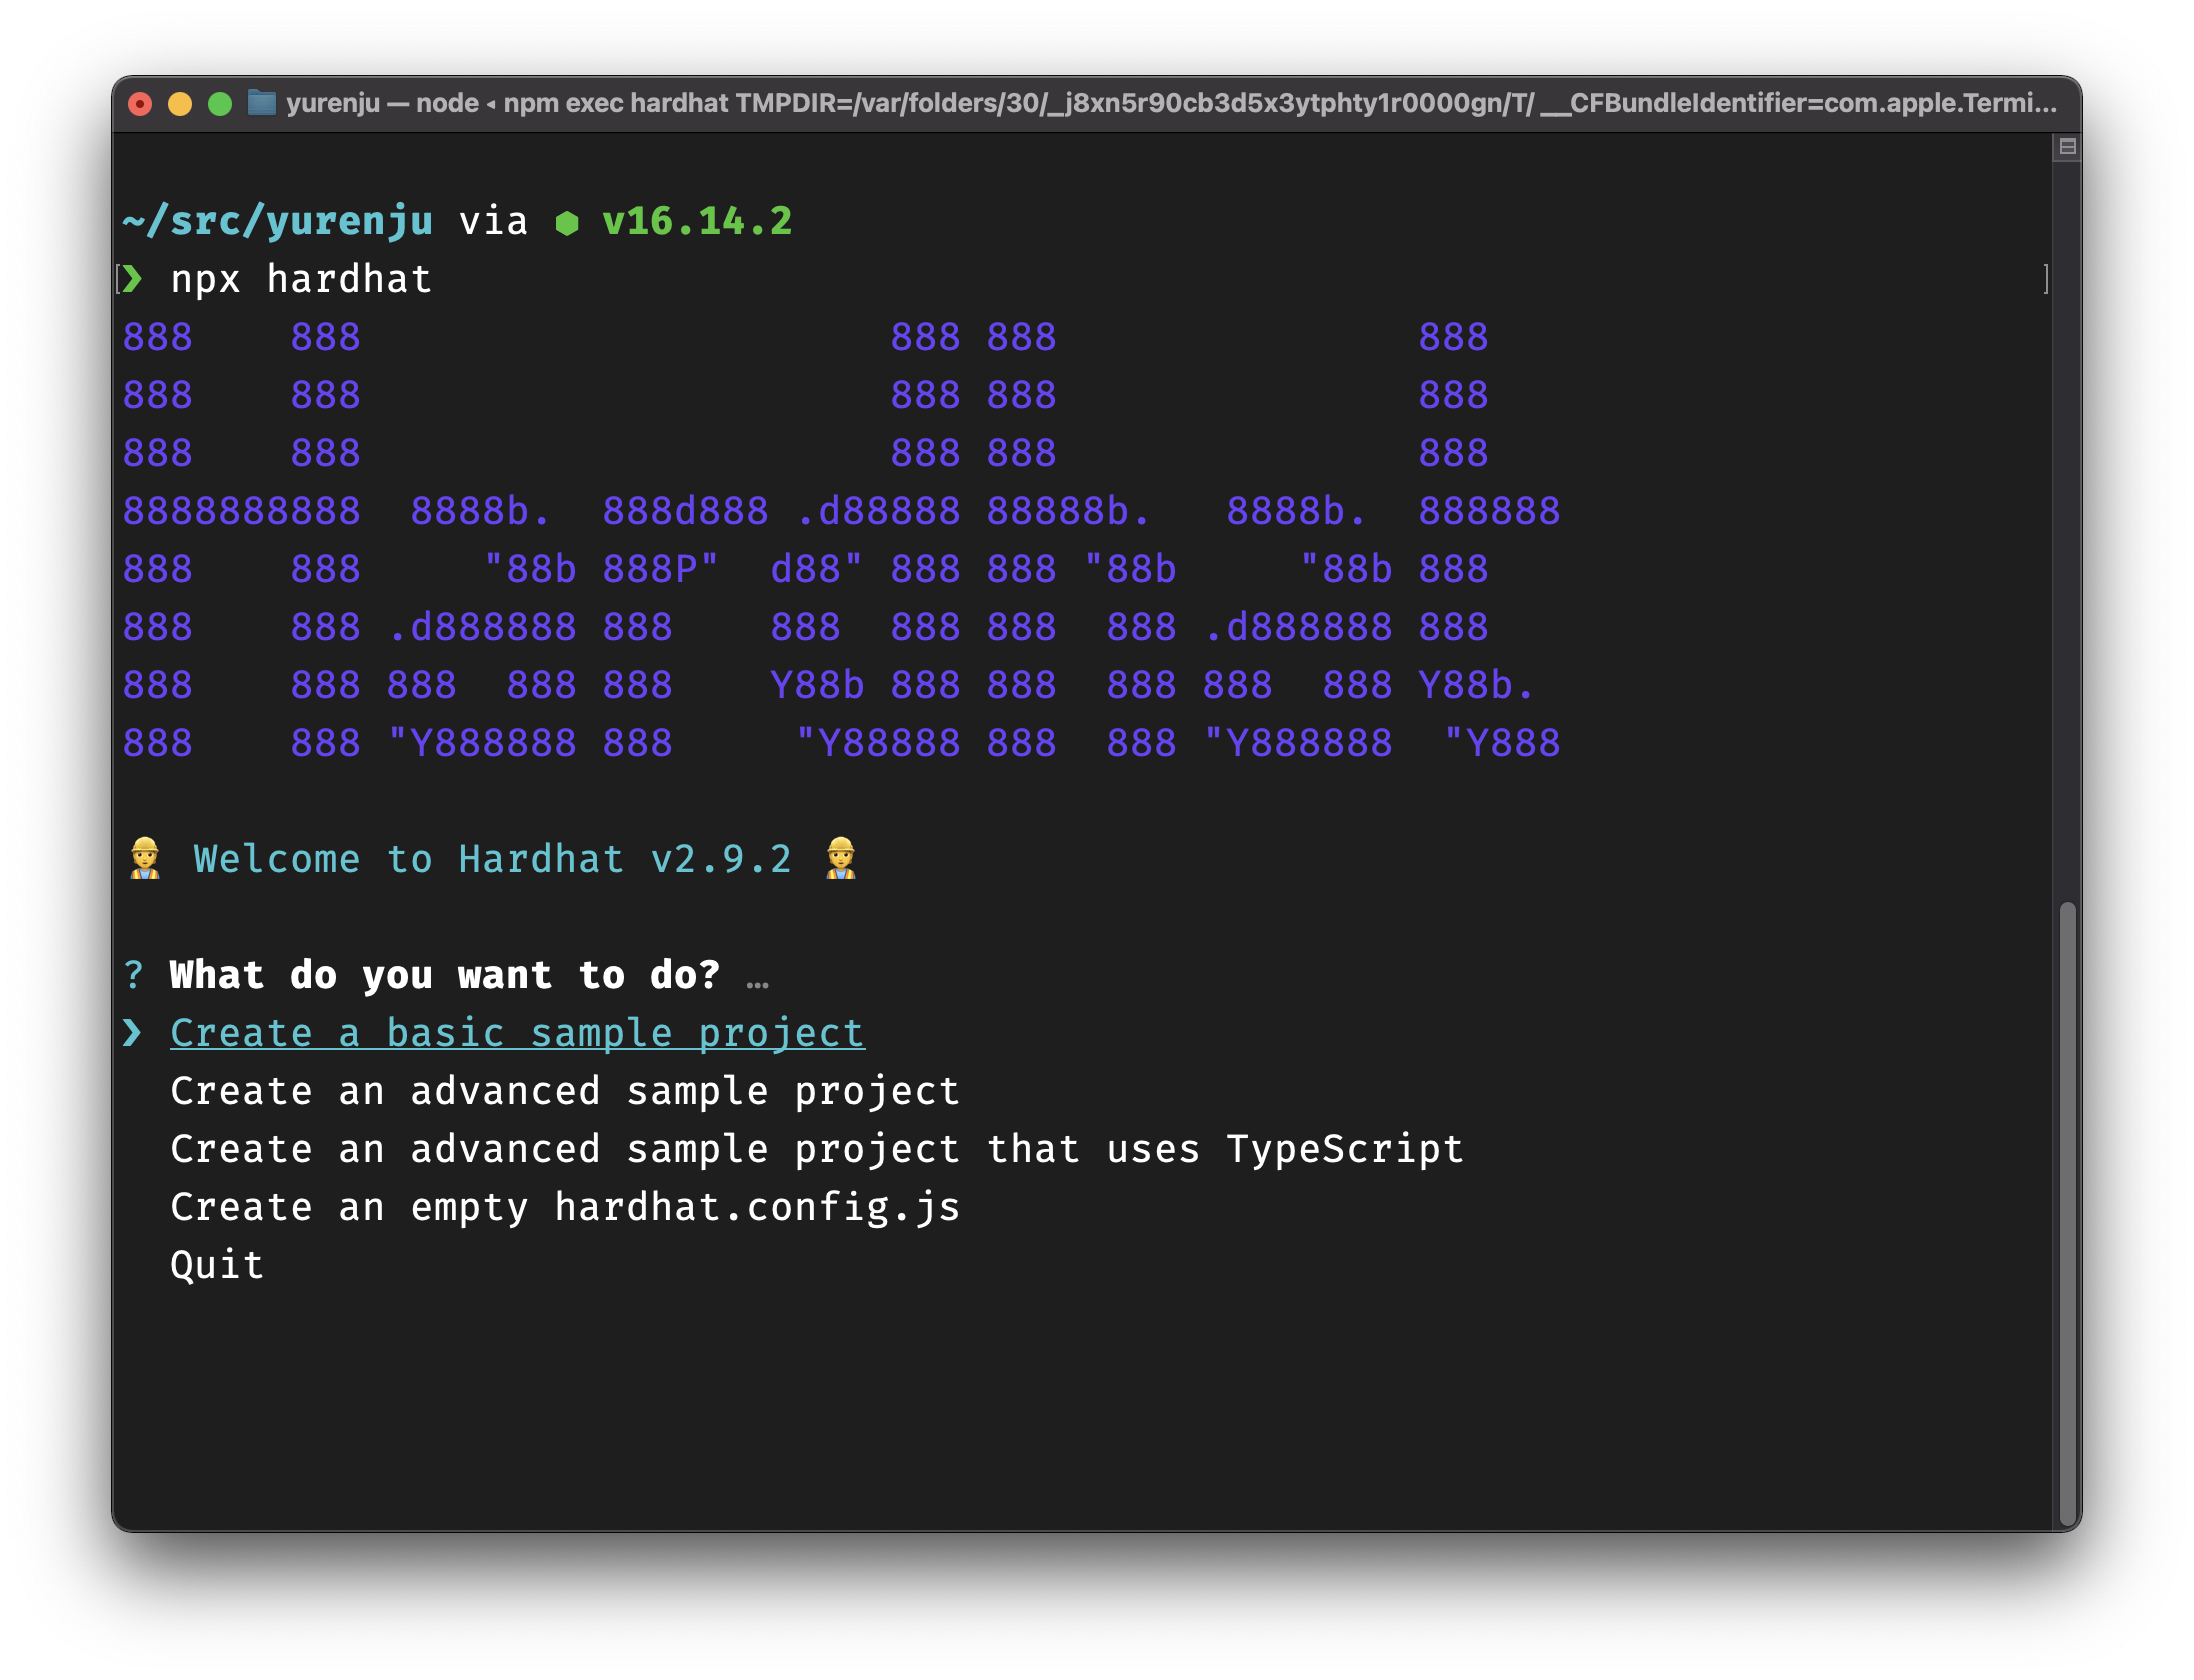 yurenju — node ◂ npm exec hardhat TMPDIR=/var/folders/30/_j8xn5r90cb3d5x3ytphty1r0000gn/T/ __CFBundleIdentifier=com.apple.Termi…
~/src/yurenju via ⬢ v16.14.2
[❯ npx hardhat ]
888    888                      888 888               888
888    888                      888 888               888
888    888                      888 888               888
8888888888  8888b.  888d888 .d88888 88888b.   8888b.  888888
888    888     "88b 888P"  d88" 888 888 "88b     "88b 888
888    888 .d888888 888    888  888 888  888 .d888888 888
888    888 888  888 888    Y88b 888 888  888 888  888 Y88b.
888    888 "Y888888 888     "Y88888 888  888 "Y888888  "Y888
👷 Welcome to Hardhat v2.9.2 👷
? What do you want to do? …
❯ Create a basic sample project
Create an advanced sample project
Create an advanced sample project that uses TypeScript
Create an empty hardhat.config.js
Quit